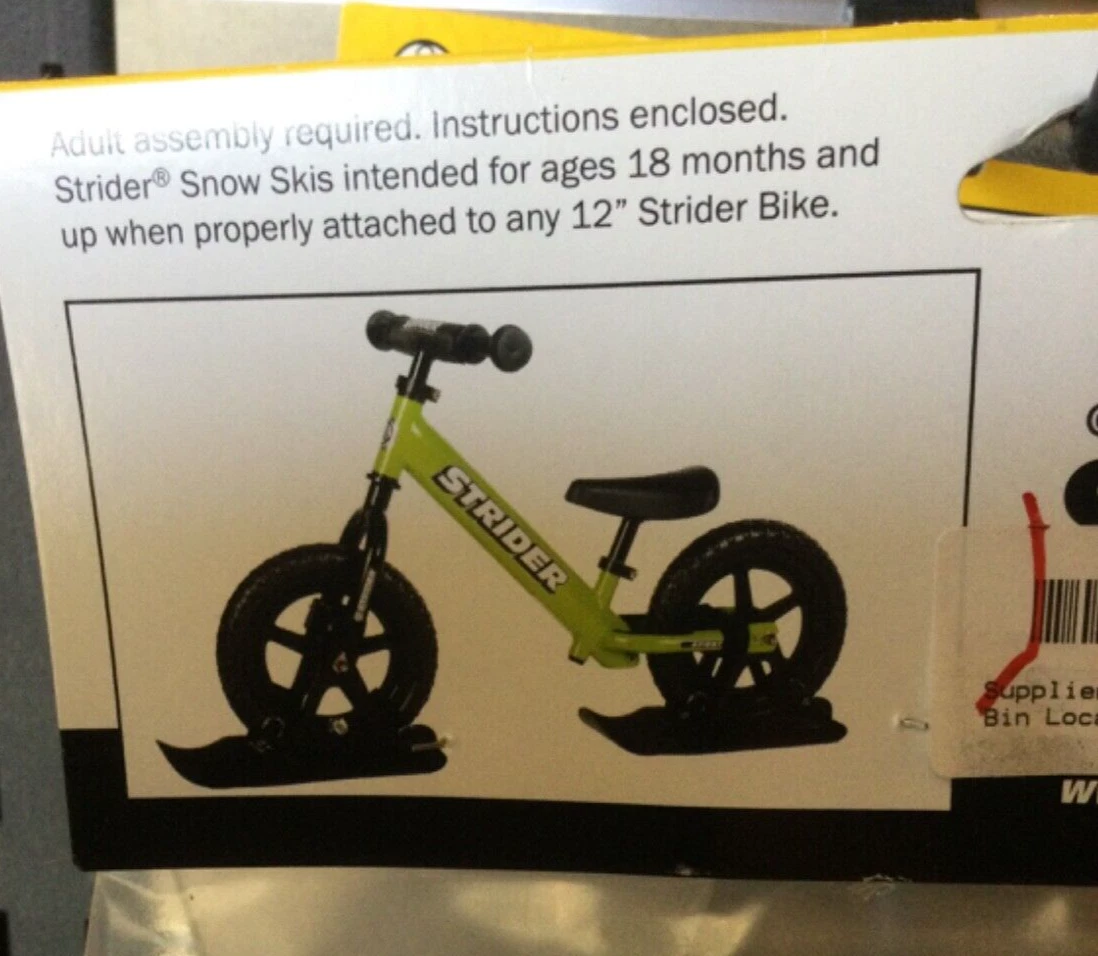 Adult assembly required. Instructions enclosed.
Strider® Snow Skis intended for ages 18 months and
up when properly attached to any 12” Strider Bike.
STRIDER
Supplier
Bin Loca